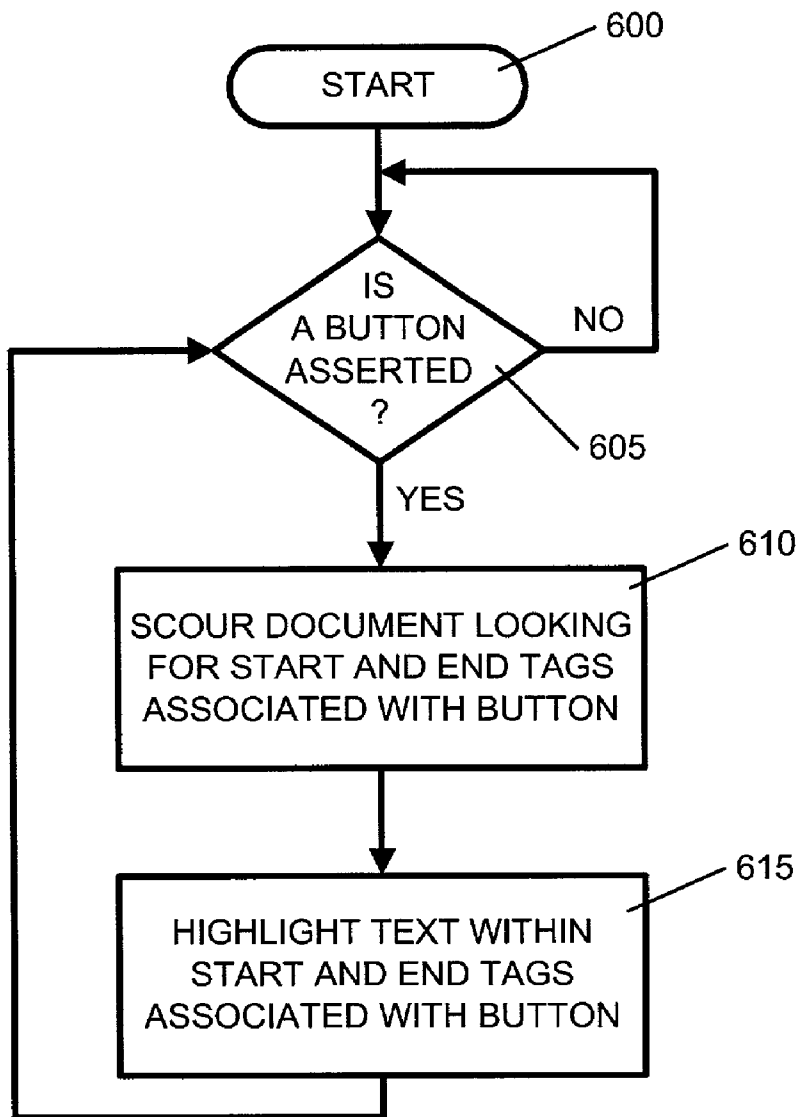 600
START
IS
A BUTTON
ASSERTED
?
NO
605
YES
610
SCOUR DOCUMENT LOOKING
FOR START AND END TAGS
ASSOCIATED WITH BUTTON
615
HIGHLIGHT TEXT WITHIN
START AND END TAGS
ASSOCIATED WITH BUTTON